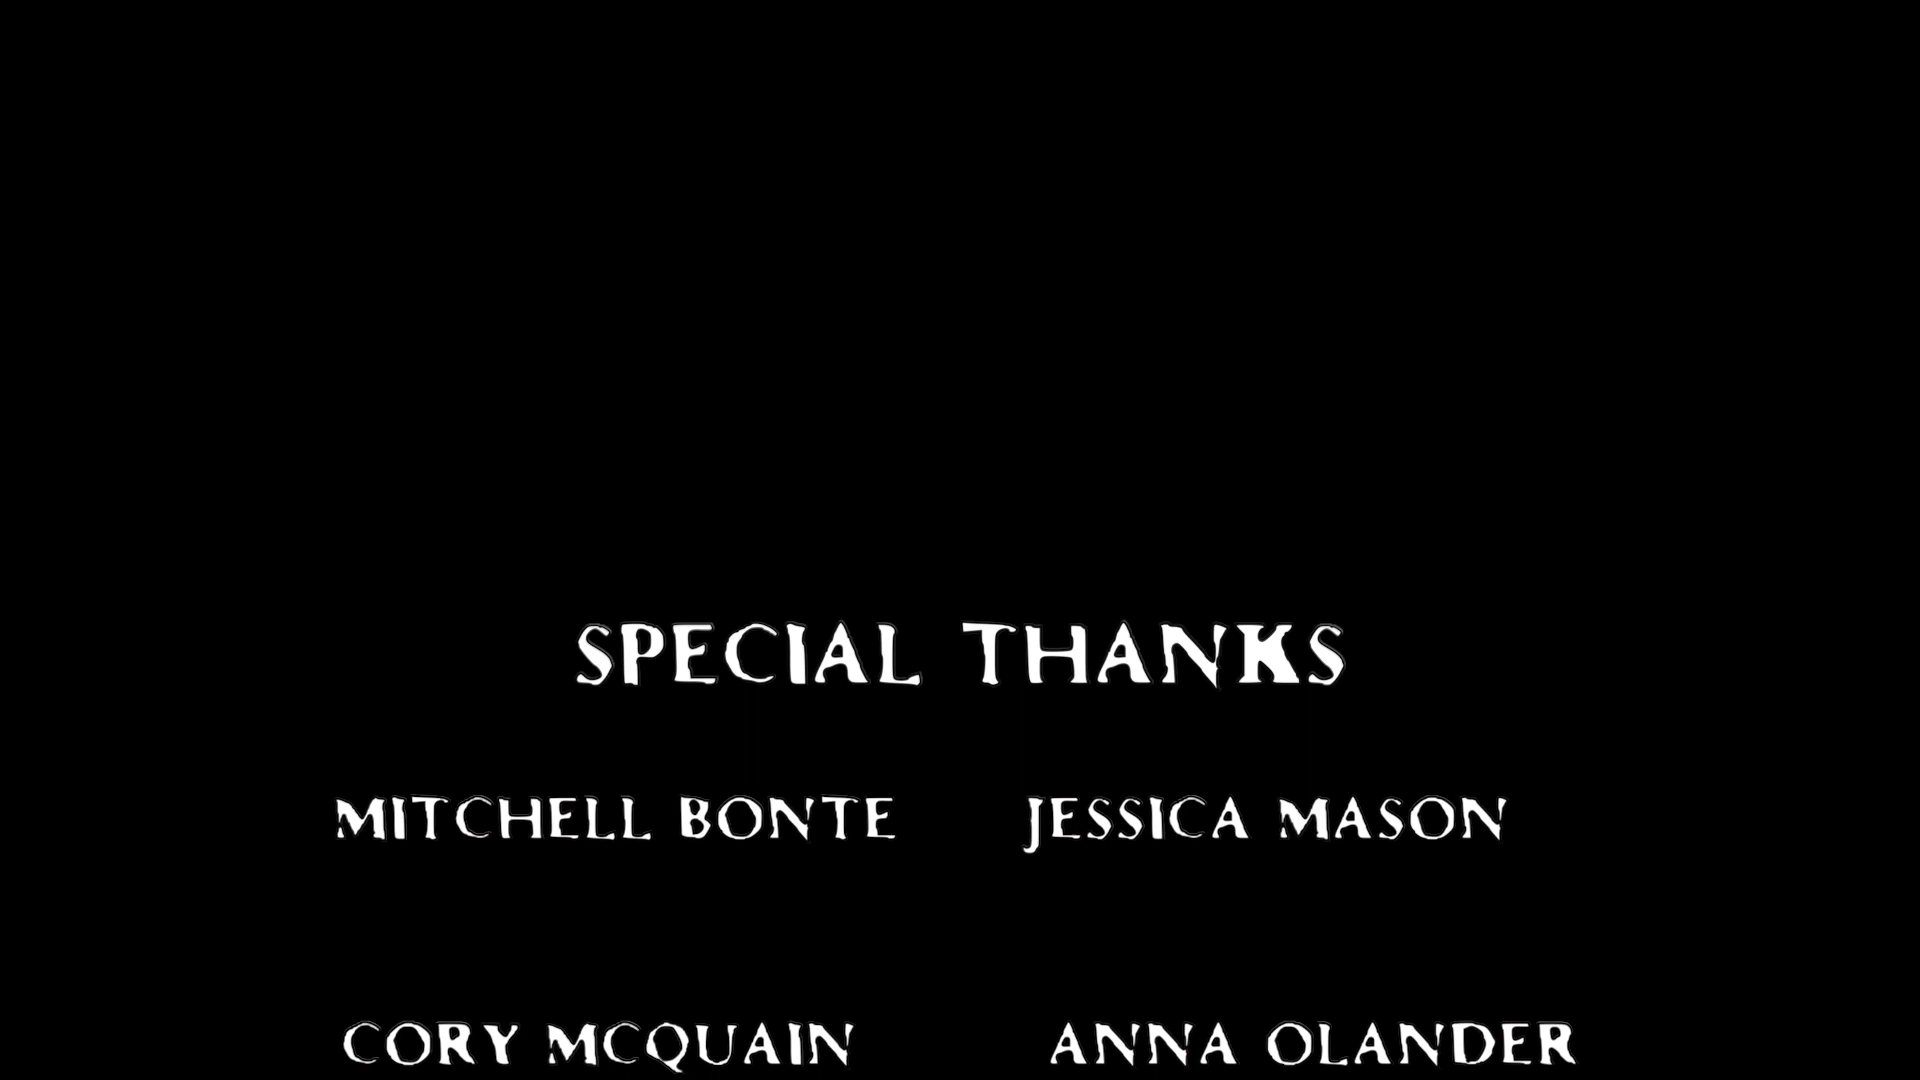 SPECIAL THANKS
MITCHELL BONTE JESSICA MASON
CORY MCQUAIN ANNA OLANDER